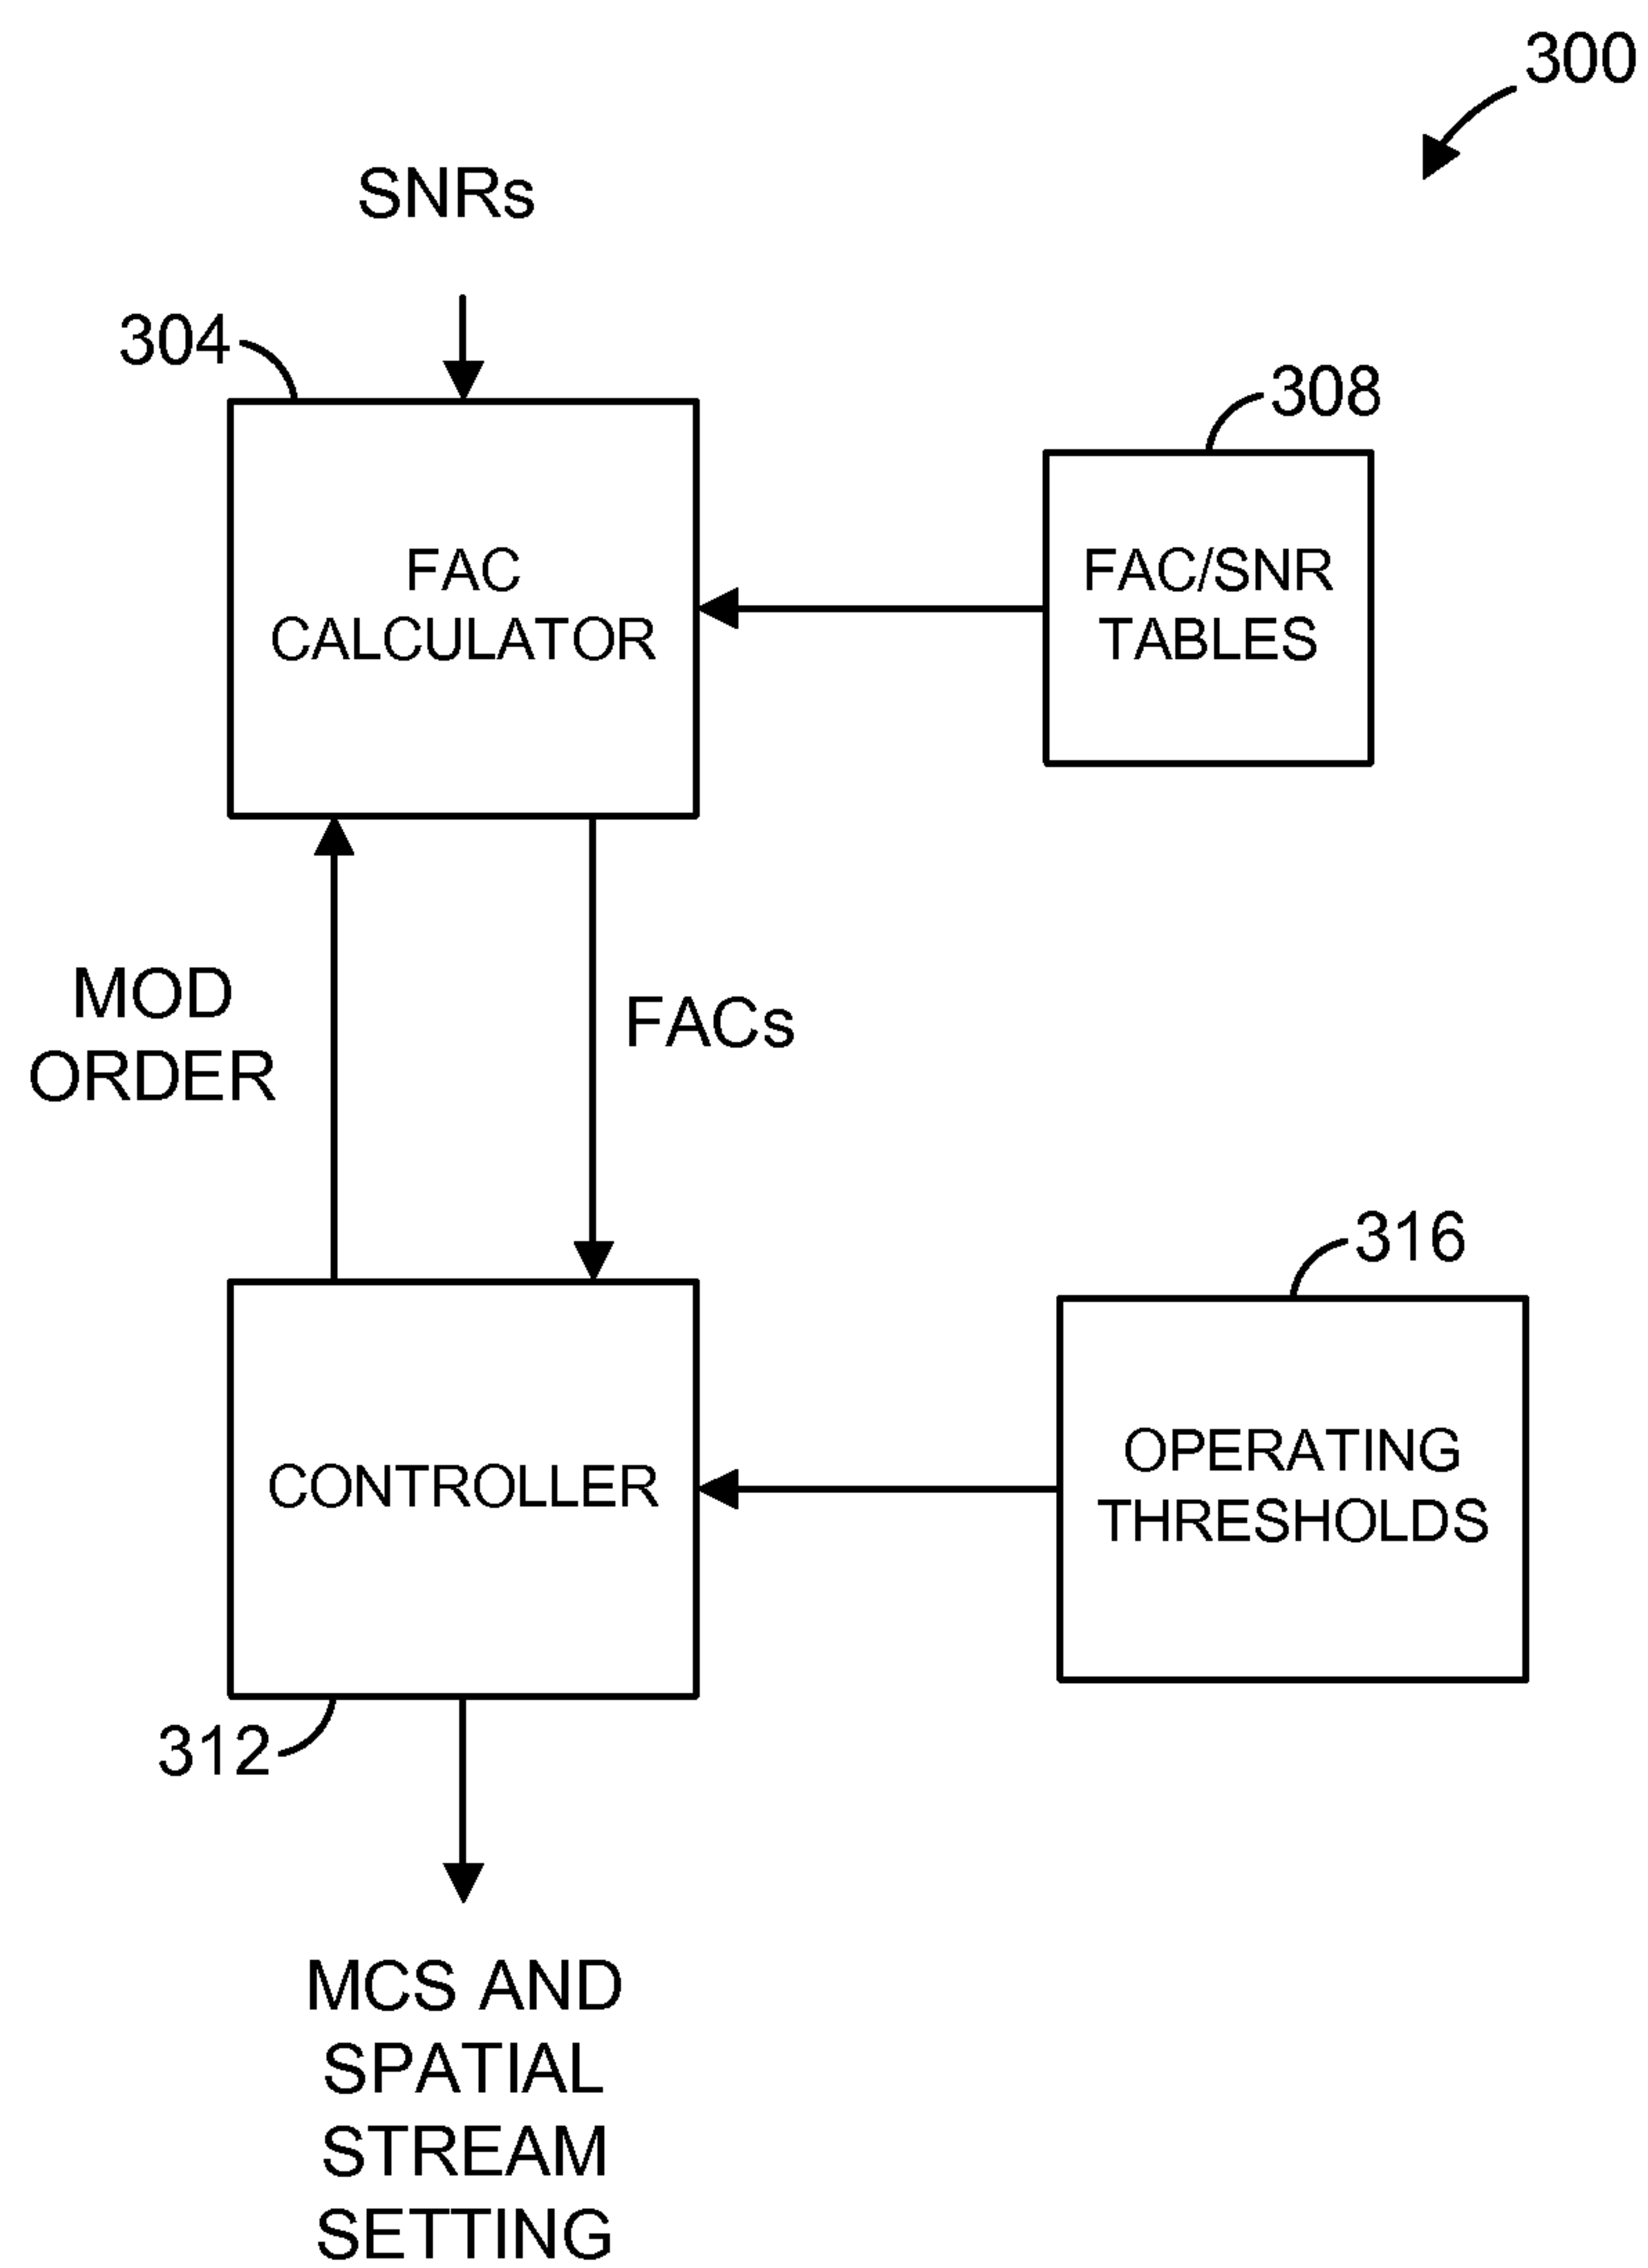 300
SNRs
304
308
FAC
CALCULATOR
FAC/SNR
TABLES
MOD
ORDER
FACs
316
CONTROLLER
OPERATING
THRESHOLDS
312
MCS AND
SPATIAL
STREAM
SETTING